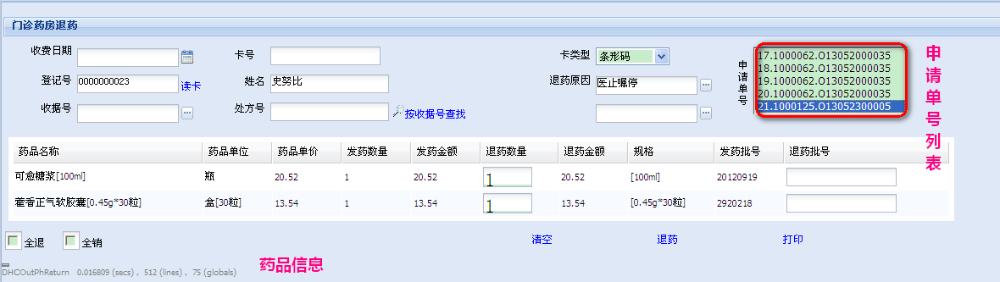 门诊药房退药
收费日期 卡号 卡类型 条形码
登记号 0000000023 读卡 姓名 史努比 退药原因 医止嘱停
收据号 处方号 按收据号查找
申请单号
17.1000062.O13052000035
18.1000062.O13052000035
19.1000062.O13052000035
20.1000062.O13052000035
21.1000125.O13052300005
申请单号列表
药品名称 药品单位 药品单价 发药数量 发药金额 退药数量 退药金额 规格 发药批号 退药批号
可愈糖浆[100ml] 瓶 20.52 1 20.52 1 20.52 [100ml] 20120919
藿香正气软胶囊[0.45g*30粒] 盒[30粒] 13.54 1 13.54 1 13.54 [0.45g*30粒] 2920218
全退 全销 清空 退药 打印
药品信息
DHCOutPhReturn 0.016809 (secs) , 512 (lines) , 75 (globals)